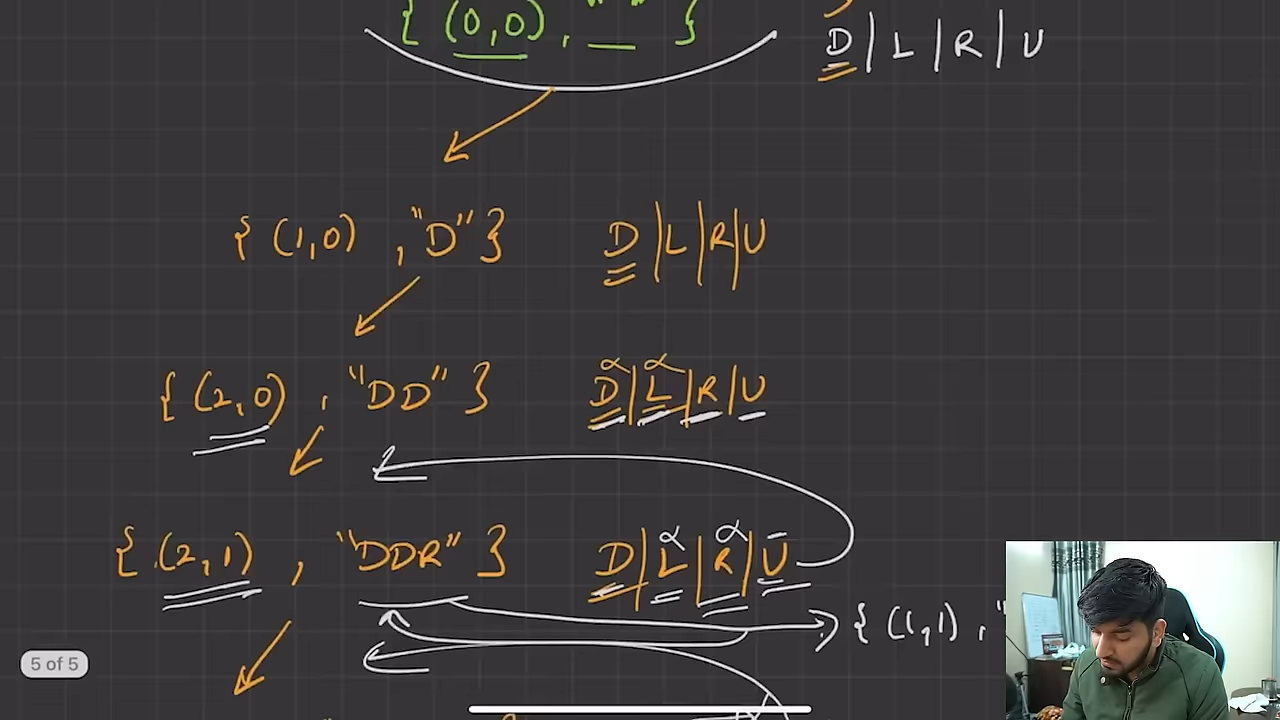 { (0,0) , " " }
D | L | R | U
{ (1,0) , "D" } D | L | R | U
α α
{ (2,0) , "DD" } D | L | R | U
α α
{ (2,1) , "DDR" } D | L | R | U
{ (1,1) , "
5 of 5